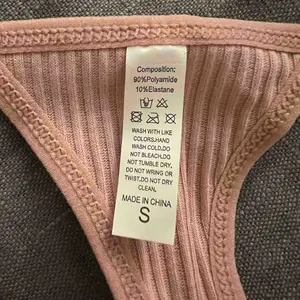 Composition:
90%Polyamide
10%Elastane
WASH WITH LIKE
COLORS,HAND
WASH COLD,DO
NOT BLEACH.DO
NOT TUMBLE DRY,
DO NOT WRING OR
TWIST,DO NOT DRY
CLEAN.
MADE IN CHINA
S